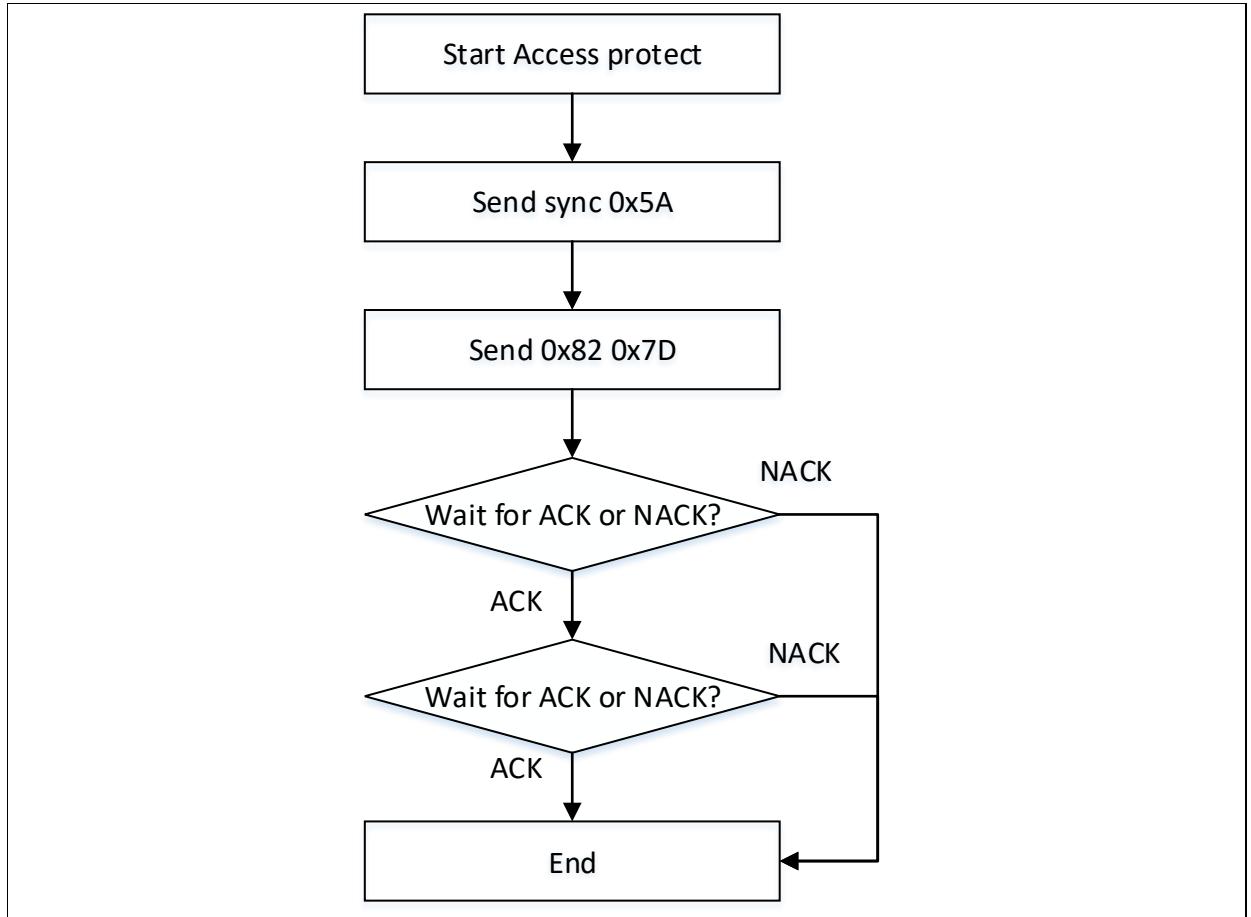 Start Access protect
Send sync 0x5A
Send 0x82 0x7D
NACK
Wait for ACK or NACK?
ACK
NACK
Wait for ACK or NACK?
ACK
End